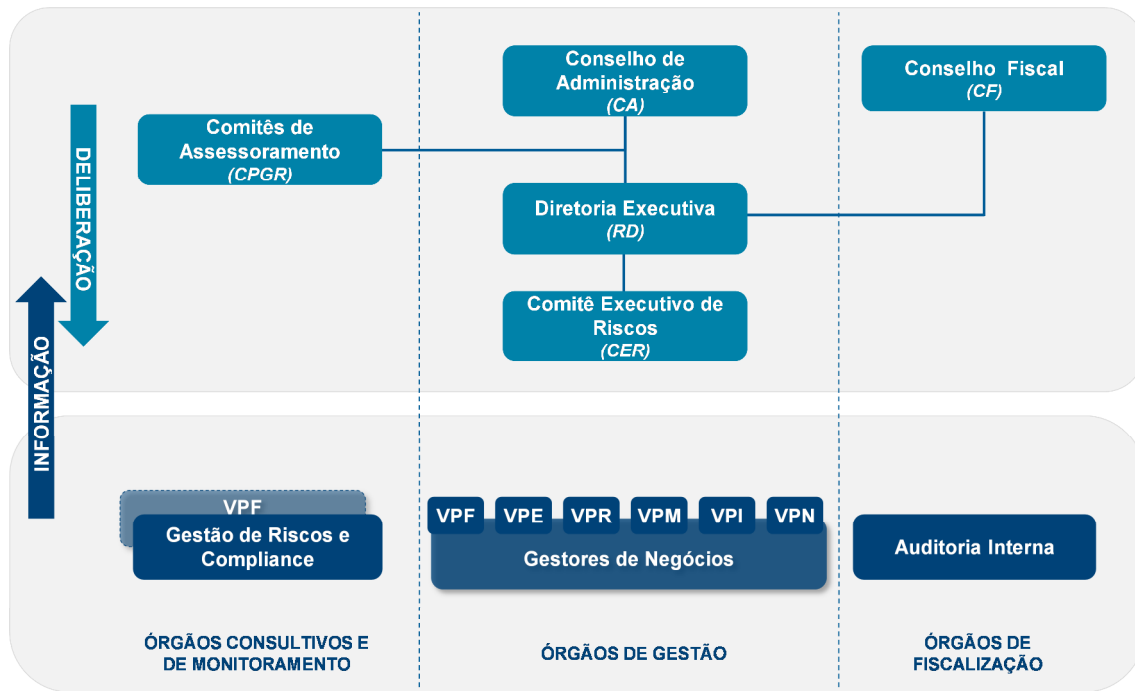 Conselho de
Administração
(CA)
Conselho Fiscal
(CF)
Comitês de
Assessoramento
(CPGR)
Diretoria Executiva
(RD)
Comitê Executivo de
Riscos
(CER)
DELIBERAÇÃO
INFORMAÇÃO
VPF
Gestão de Riscos e
Compliance
VPF VPE VPR VPM VPI VPN
Gestores de Negócios
Auditoria Interna
ÓRGÃOS CONSULTIVOS E
DE MONITORAMENTO
ÓRGÃOS DE GESTÃO
ÓRGÃOS DE
FISCALIZAÇÃO